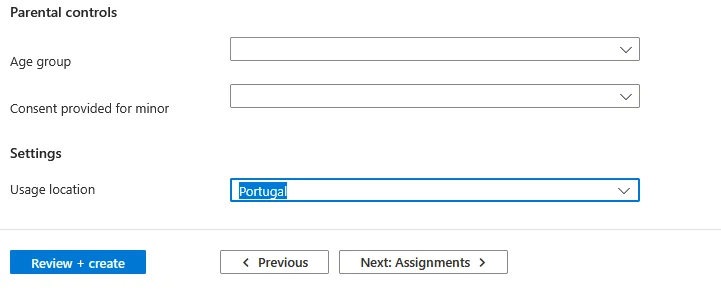 Parental controls
Age group
Consent provided for minor
Settings
Usage location Portugal
Review + create Previous Next: Assignments